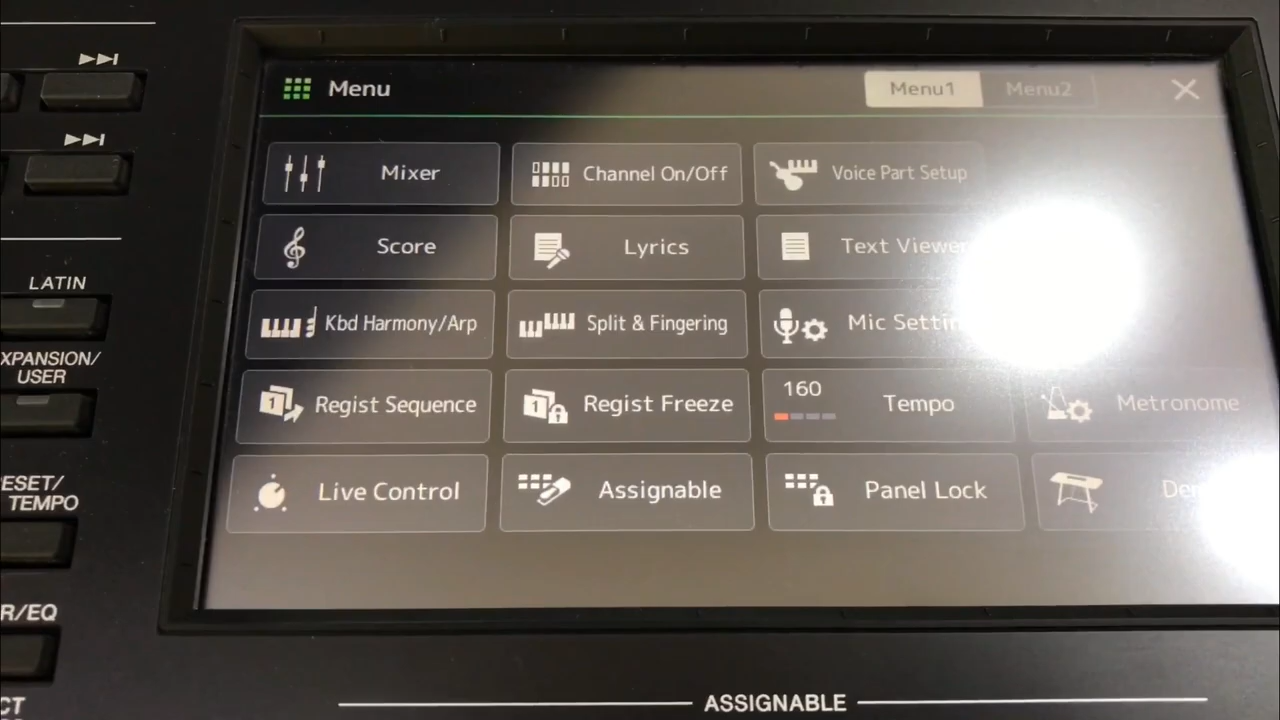 Menu
Menu1
Menu2
Mixer
Channel On/Off
Voice Part Setup
Score
Lyrics
Text Viewer
Kbd Harmony/Arp
Split & Fingering
Mic
Regist Sequence
Regist Freeze
160
Tempo
Metronome
Live Control
Assignable
Panel Lock
LATIN
XPANSION/
USER
ESET/
TEMPO
R/EQ
CT
ASSIGNABLE